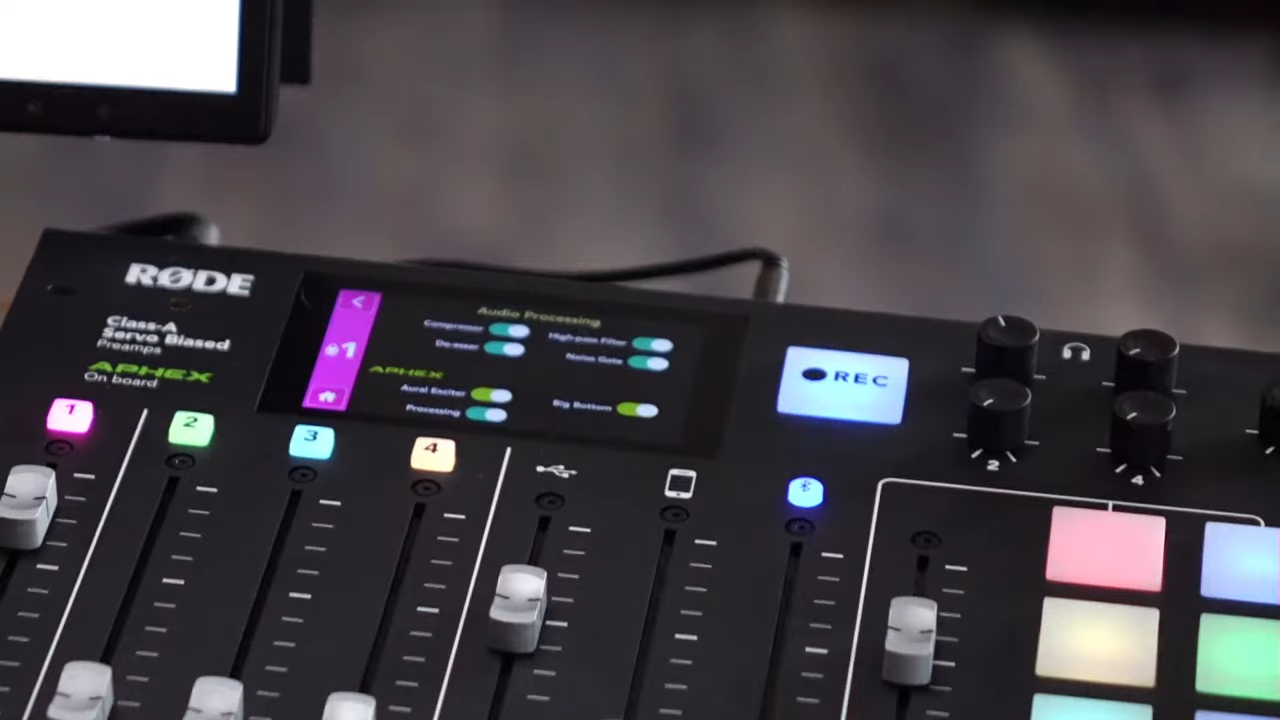 RØDE
Class-A
Servo Biased
Preamps
APHEX
On board
Audio Processing
Compressor
High-pass Filter
De-esser
Noise Gate
1
APHEX
Aural Exciter
Big Bottom
Processing
REC
1
2
3
4
2
4